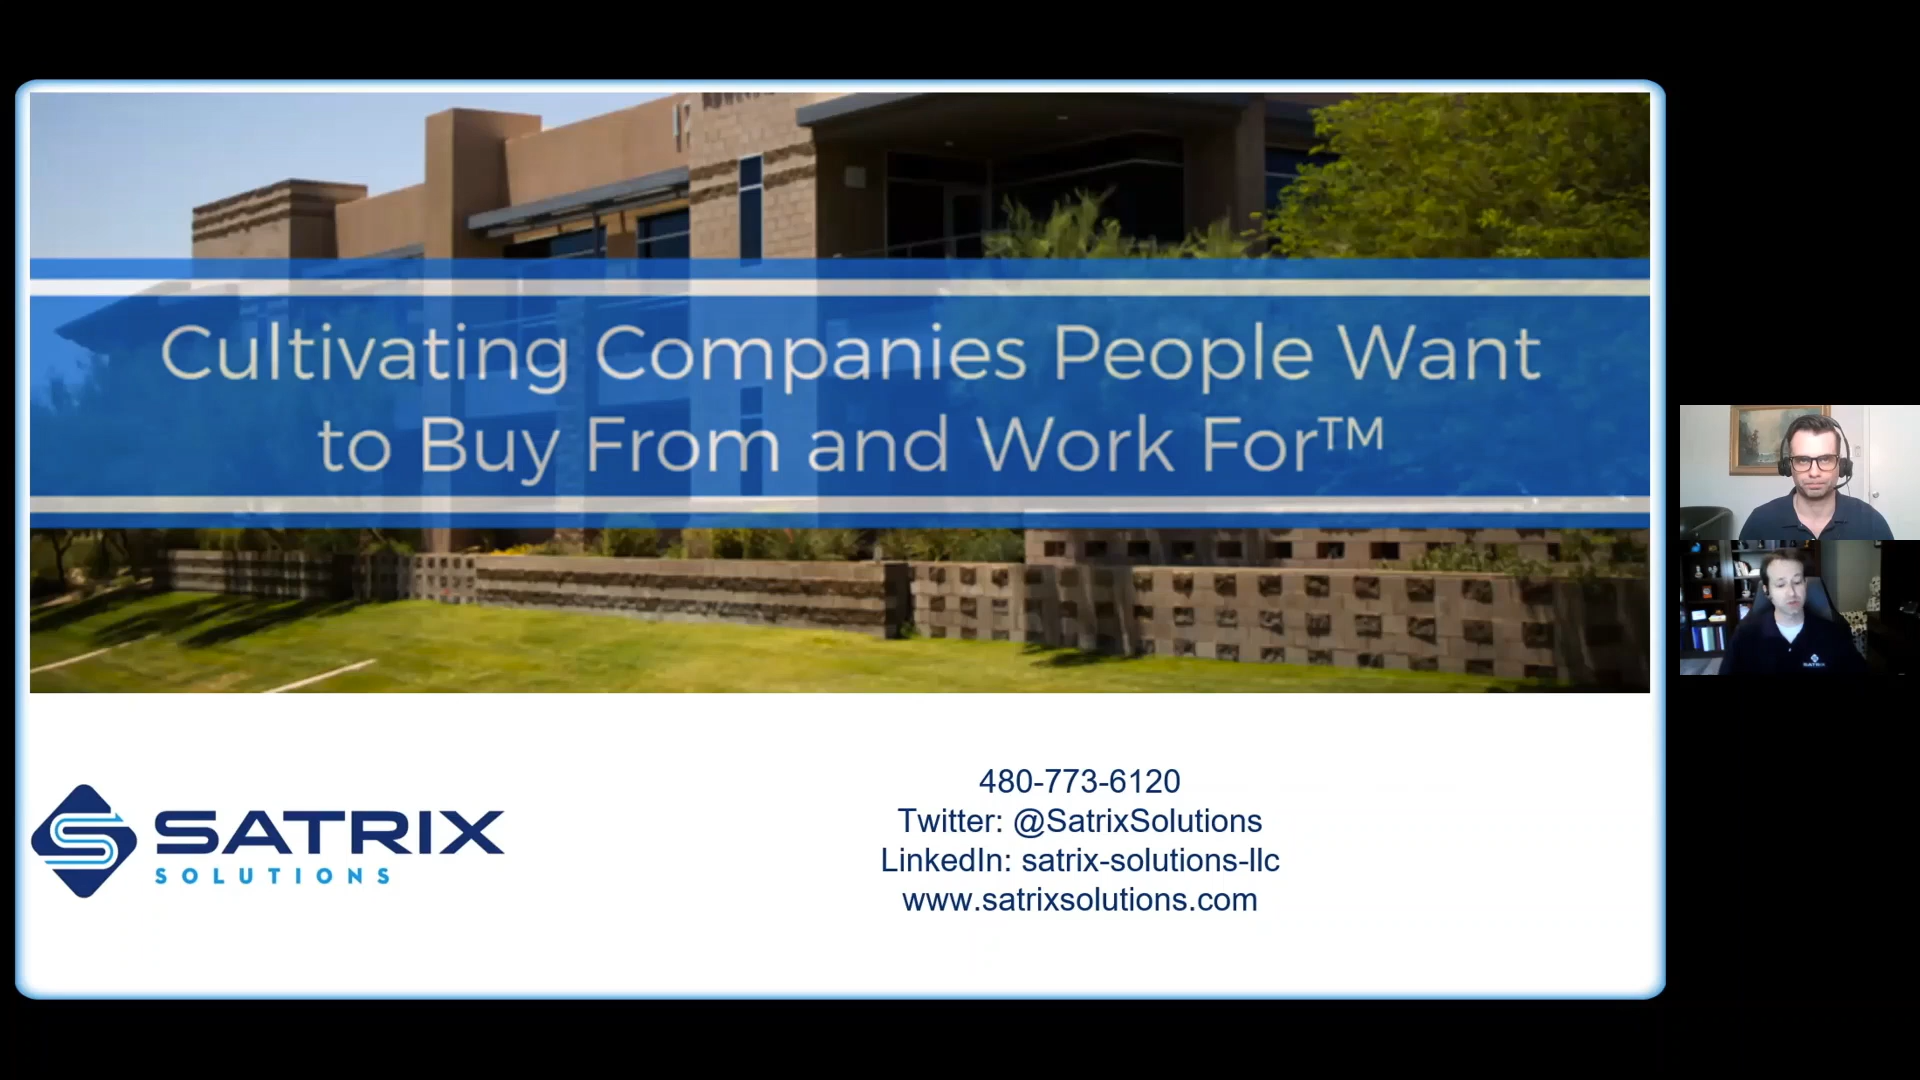 Cultivating Companies People Want
to Buy From and Work For™
SATRIX
SOLUTIONS
480-773-6120
Twitter: @SatrixSolutions
LinkedIn: satrix-solutions-llc
www.satrixsolutions.com
SATRIX